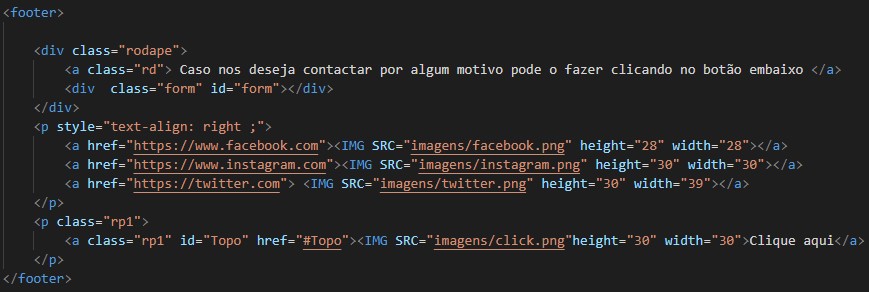 <footer>
<div class="rodape">
<a class="rd"> Caso nos deseja contactar por algum motivo pode o fazer clicando no botão embaixo </a>
<div  class="form" id="form"></div>
</div>
<p style="text-align: right ;">
<a href="https://www.facebook.com"><IMG SRC="imagens/facebook.png" height="28" width="28"></a>
<a href="https://www.instagram.com"><IMG SRC="imagens/instagram.png" height="30" width="30"></a>
<a href="https://twitter.com"> <IMG SRC="imagens/twitter.png" height="30" width="39"></a>
</p>
<p class="rp1">
<a class="rp1" id="Topo" href="#Topo"><IMG SRC="imagens/click.png"height="30" width="30">Clique aqui</a>
</p>
</footer>